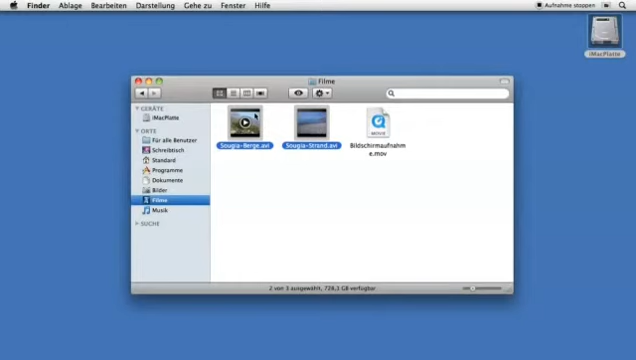 Finder Ablage Bearbeiten Darstellung Gehe zu Fenster Hilfe Aufnahme stoppen
iMacPlatte
Filme
GERÄTE
iMacPlatte
ORTE
Für alle Benutzer
Schreibtisch
Standard
Programme
Dokumente
Bilder
Filme
Musik
SUCHE
Sougia-Berge.avi Sougia-Strand.avi Bildschirmaufnahm
e.mov
MOVIE
2 von 3 ausgewählt, 728,3 GB verfügbar